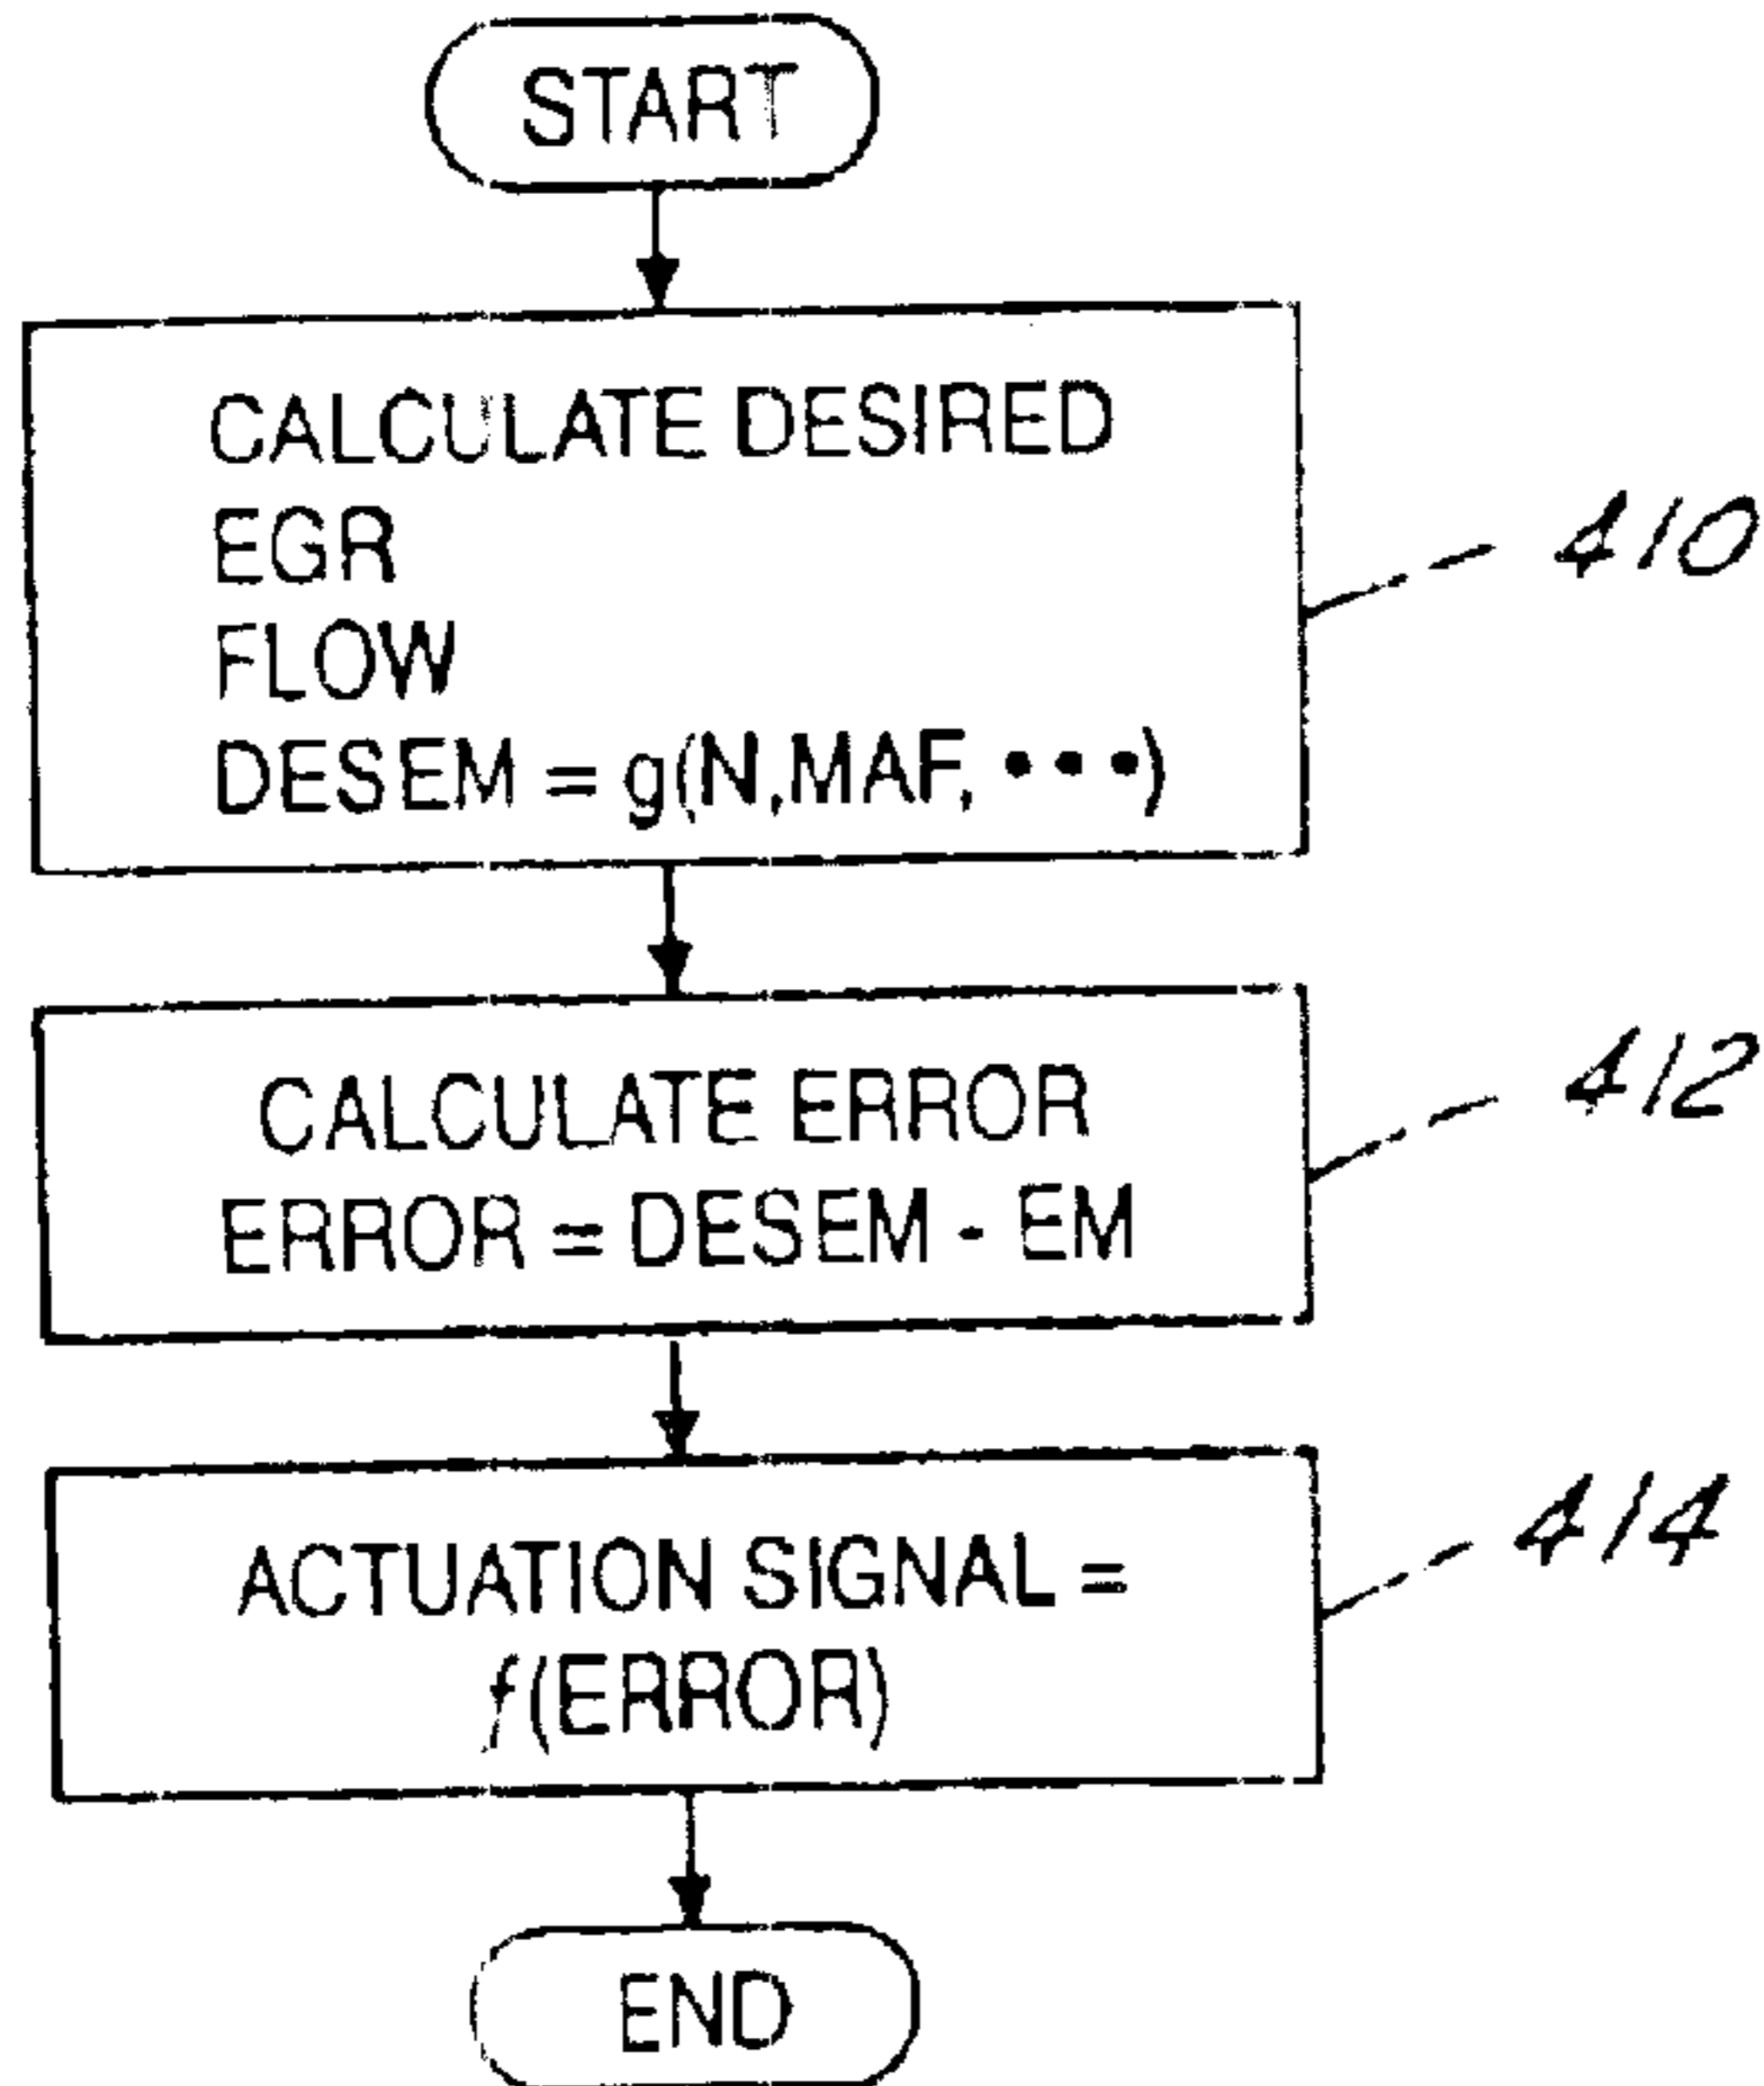 START
CALCULATE DESIRED
EGR
FLOW
DESEM = g(N,MAF, •••)
410
CALCULATE ERROR
ERROR = DESEM - EM
412
ACTUATION SIGNAL =
f(ERROR)
414
END